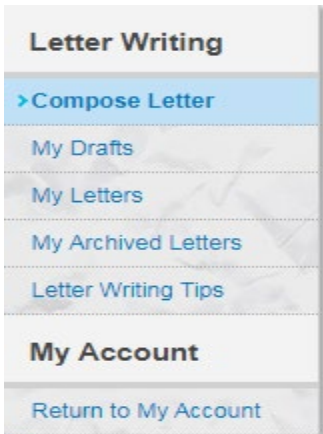 Letter Writing
>Compose Letter
My Drafts
My Letters
My Archived Letters
Letter Writing Tips
My Account
Return to My Account